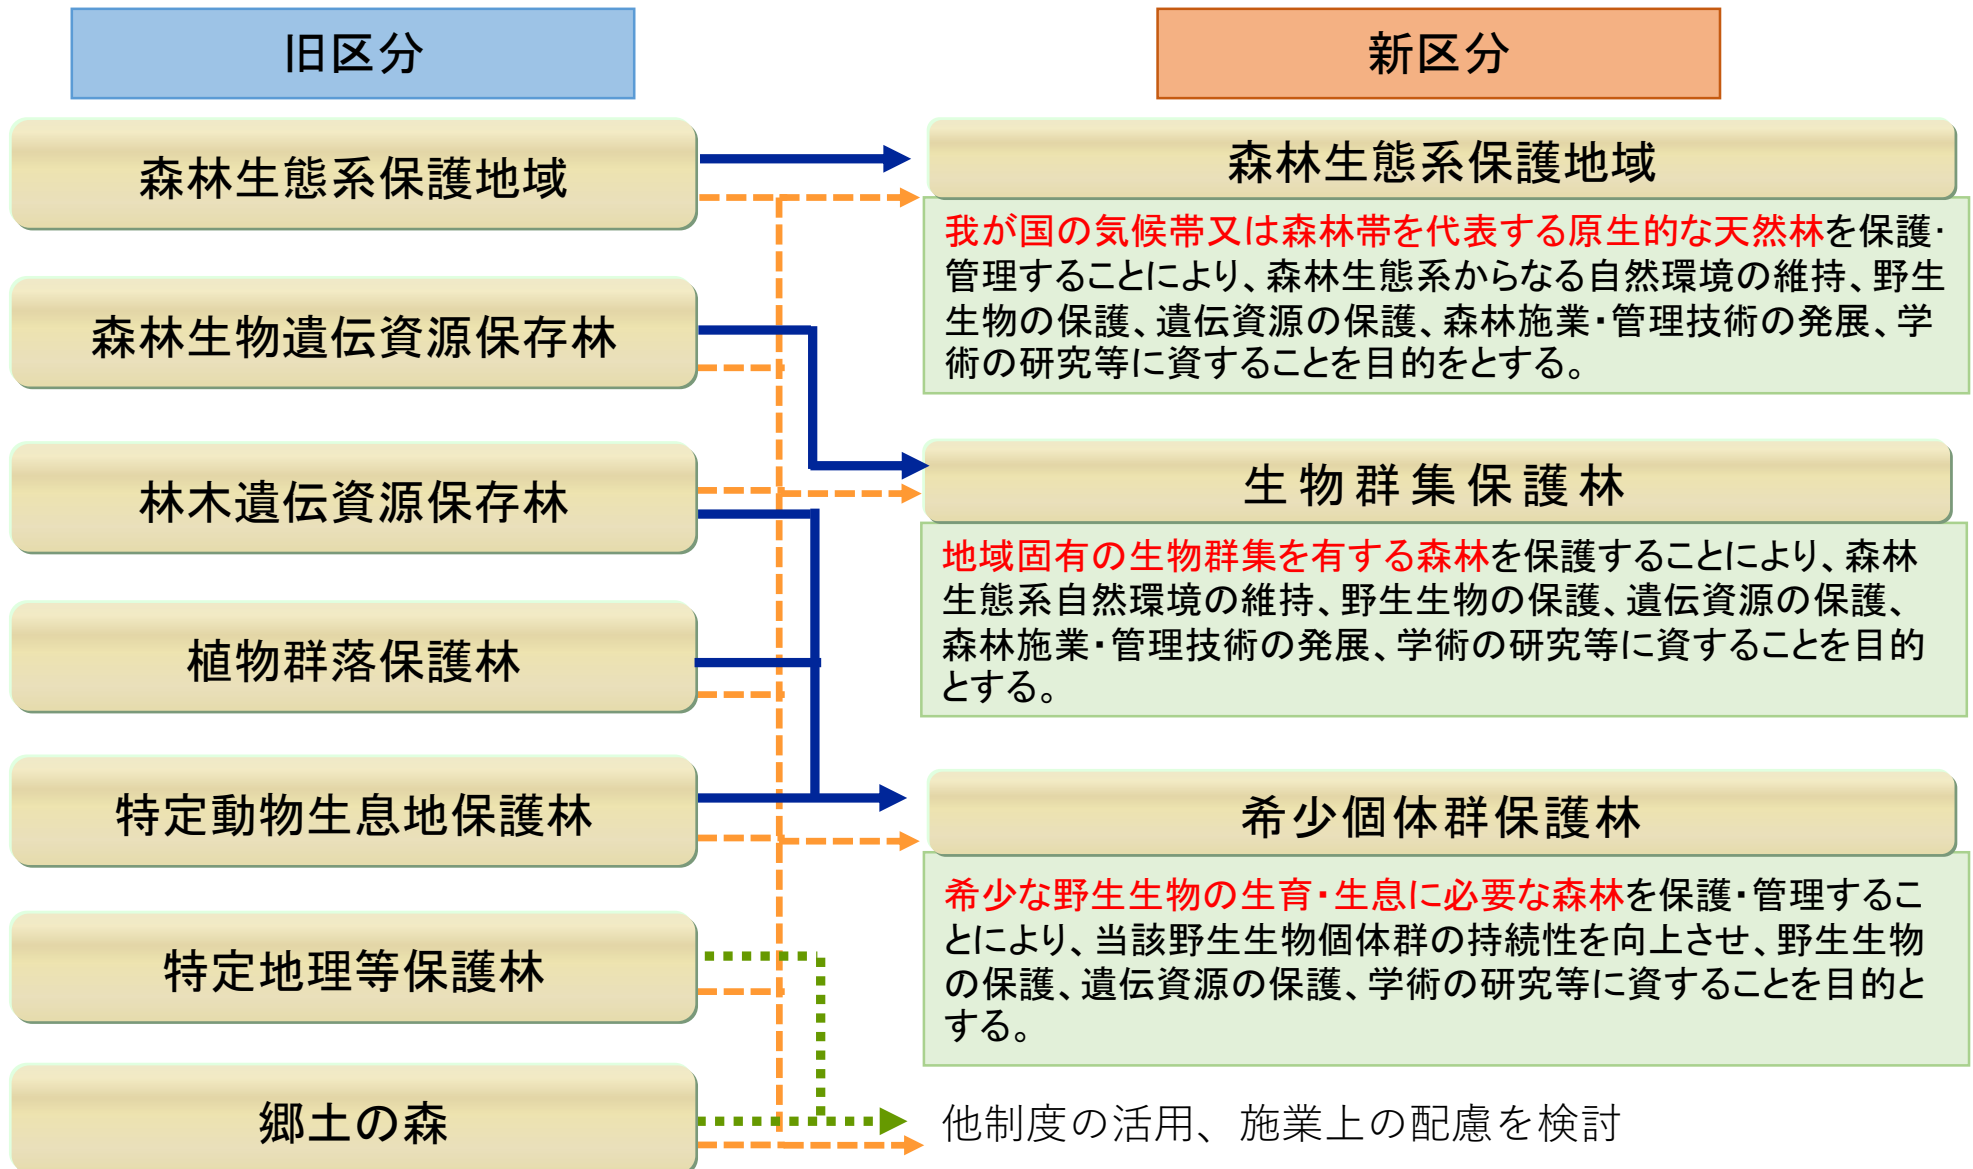 旧区分
新区分
森林生態系保護地域
森林生物遺伝資源保存林
林木遺伝資源保存林
植物群落保護林
特定動物生息地保護林
特定地理等保護林
郷土の森
森林生態系保護地域
我が国の気候帯又は森林帯を代表する原生的な天然林を保護・
管理することにより、森林生態系からなる自然環境の維持、野生
生物の保護、遺伝資源の保護、森林施業・管理技術の発展、学
術の研究等に資することを目的をとする。
生物群集保護林
地域固有の生物群集を有する森林を保護することにより、森林
生態系自然環境の維持、野生生物の保護、遺伝資源の保護、
森林施業・管理技術の発展、学術の研究等に資することを目的
とする。
希少個体群保護林
希少な野生生物の生育・生息に必要な森林を保護・管理するこ
とにより、当該野生生物個体群の持続性を向上させ、野生生物
の保護、遺伝資源の保護、学術の研究等に資することを目的と
する。
他制度の活用、施業上の配慮を検討